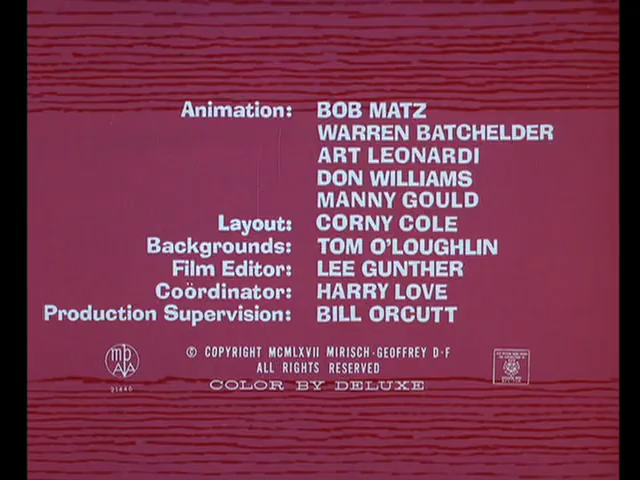 Animation: BOB MATZ
WARREN BATCHELDER
ART LEONARDI
DON WILLIAMS
MANNY GOULD
Layout: CORNY COLE
Backgrounds: TOM O'LOUGHLIN
Film Editor: LEE GUNTHER
Coördinator: HARRY LOVE
Production Supervision: BILL ORCUTT
© COPYRIGHT MCMLXVII MIRISCH-GEOFFREY D-F
ALL RIGHTS RESERVED
COLOR BY DELUXE
21440